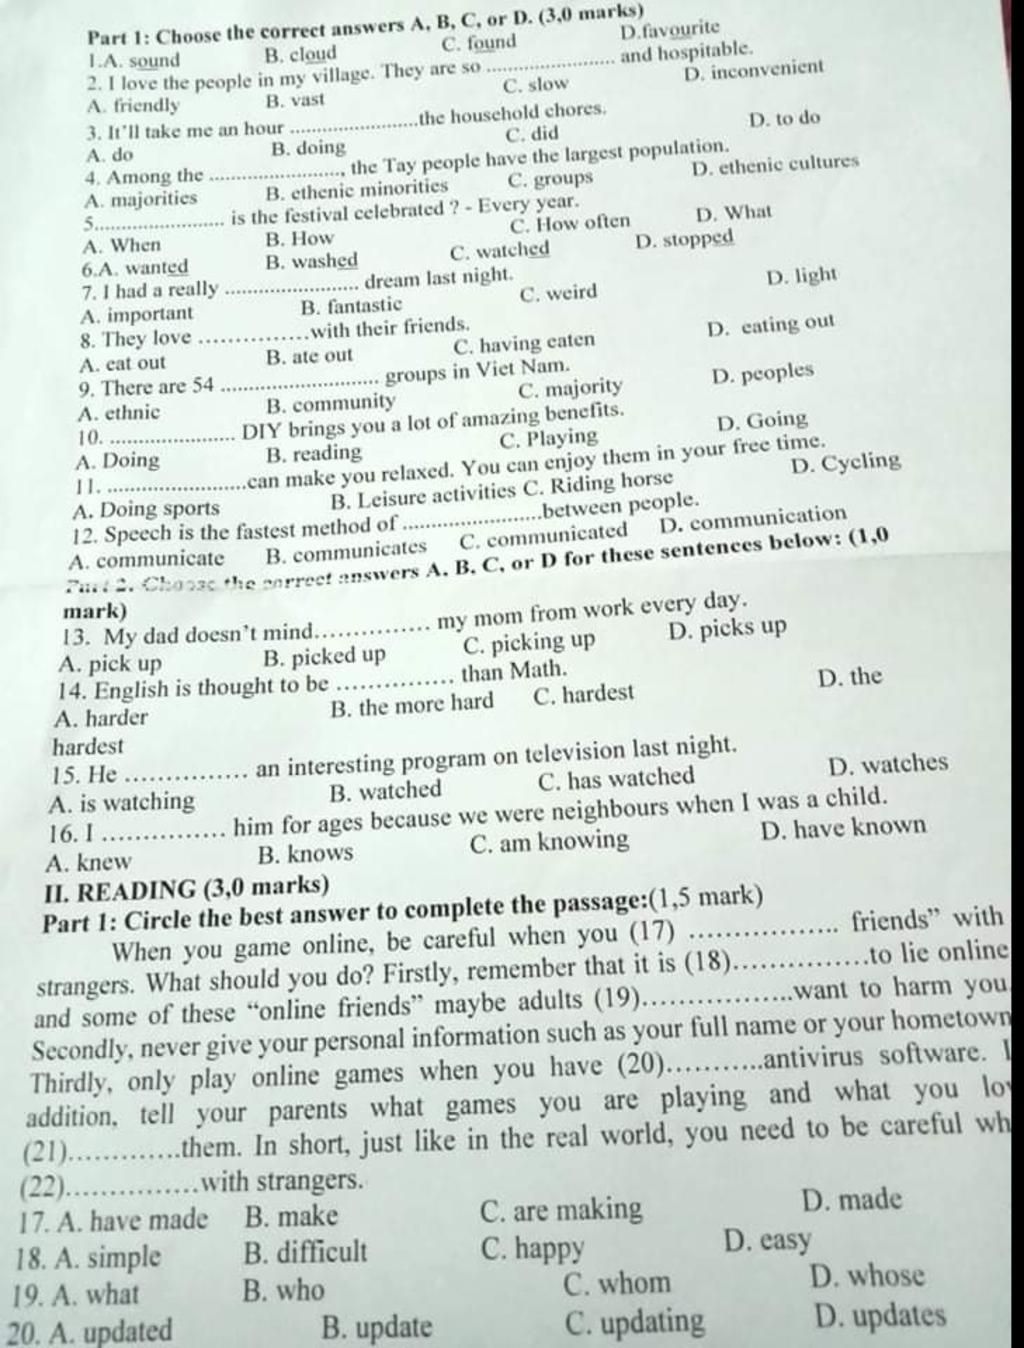 Part 1: Choose the correct answers A, B, C, or D. (3,0 marks)
1.A. sound B. cloud C. found D.favourite
2. I love the people in my village. They are so .................... and hospitable.
A. friendly B. vast C. slow D. inconvenient
3. It'll take me an hour ....................the household chores.
A. do B. doing C. did D. to do
4. Among the ...................., the Tay people have the largest population.
A. majorities B. ethenic minorities C. groups D. ethenic cultures
5.................... is the festival celebrated ? - Every year.
A. When B. How C. How often D. What
6.A. wanted B. washed C. watched D. stopped
7. I had a really .................... dream last night.
A. important B. fantastic C. weird D. light
8. They love ................with their friends.
A. eat out B. ate out C. having eaten D. eating out
9. There are 54 ........................ groups in Viet Nam.
A. ethnic B. community C. majority D. peoples
10. .................... DIY brings you a lot of amazing benefits.
A. Doing B. reading C. Playing D. Going
11. ......................can make you relaxed. You can enjoy them in your free time.
A. Doing sports B. Leisure activities C. Riding horse D. Cycling
12. Speech is the fastest method of ......................between people.
A. communicate B. communicates C. communicated D. communication
Part 2. Choose the correct answers A. B. C, or D for these sentences below: (1,0
mark)
13. My dad doesn't mind................ my mom from work every day.
A. pick up B. picked up C. picking up D. picks up
14. English is thought to be ............... than Math.
A. harder B. the more hard C. hardest D. the
hardest
15. He ................ an interesting program on television last night.
A. is watching B. watched C. has watched D. watches
16. I ................ him for ages because we were neighbours when I was a child.
A. knew B. knows C. am knowing D. have known
II. READING (3,0 marks)
Part 1: Circle the best answer to complete the passage:(1,5 mark)
When you game online, be careful when you (17) ................... friends" with
strangers. What should you do? Firstly, remember that it is (18)................to lie online
and some of these "online friends" maybe adults (19)..................want to harm you.
Secondly, never give your personal information such as your full name or your hometown
Thirdly, only play online games when you have (20)...........antivirus software.
addition, tell your parents what games you are playing and what you
(21).............them. In short, just like in the real world, you need to be careful
(22)................with strangers.
17. A. have made B. make C. are making D. made
18. A. simple B. difficult C. happy D. easy
19. A. what B. who C. whom D. whose
20. A. updated B. update C. updating D. updates